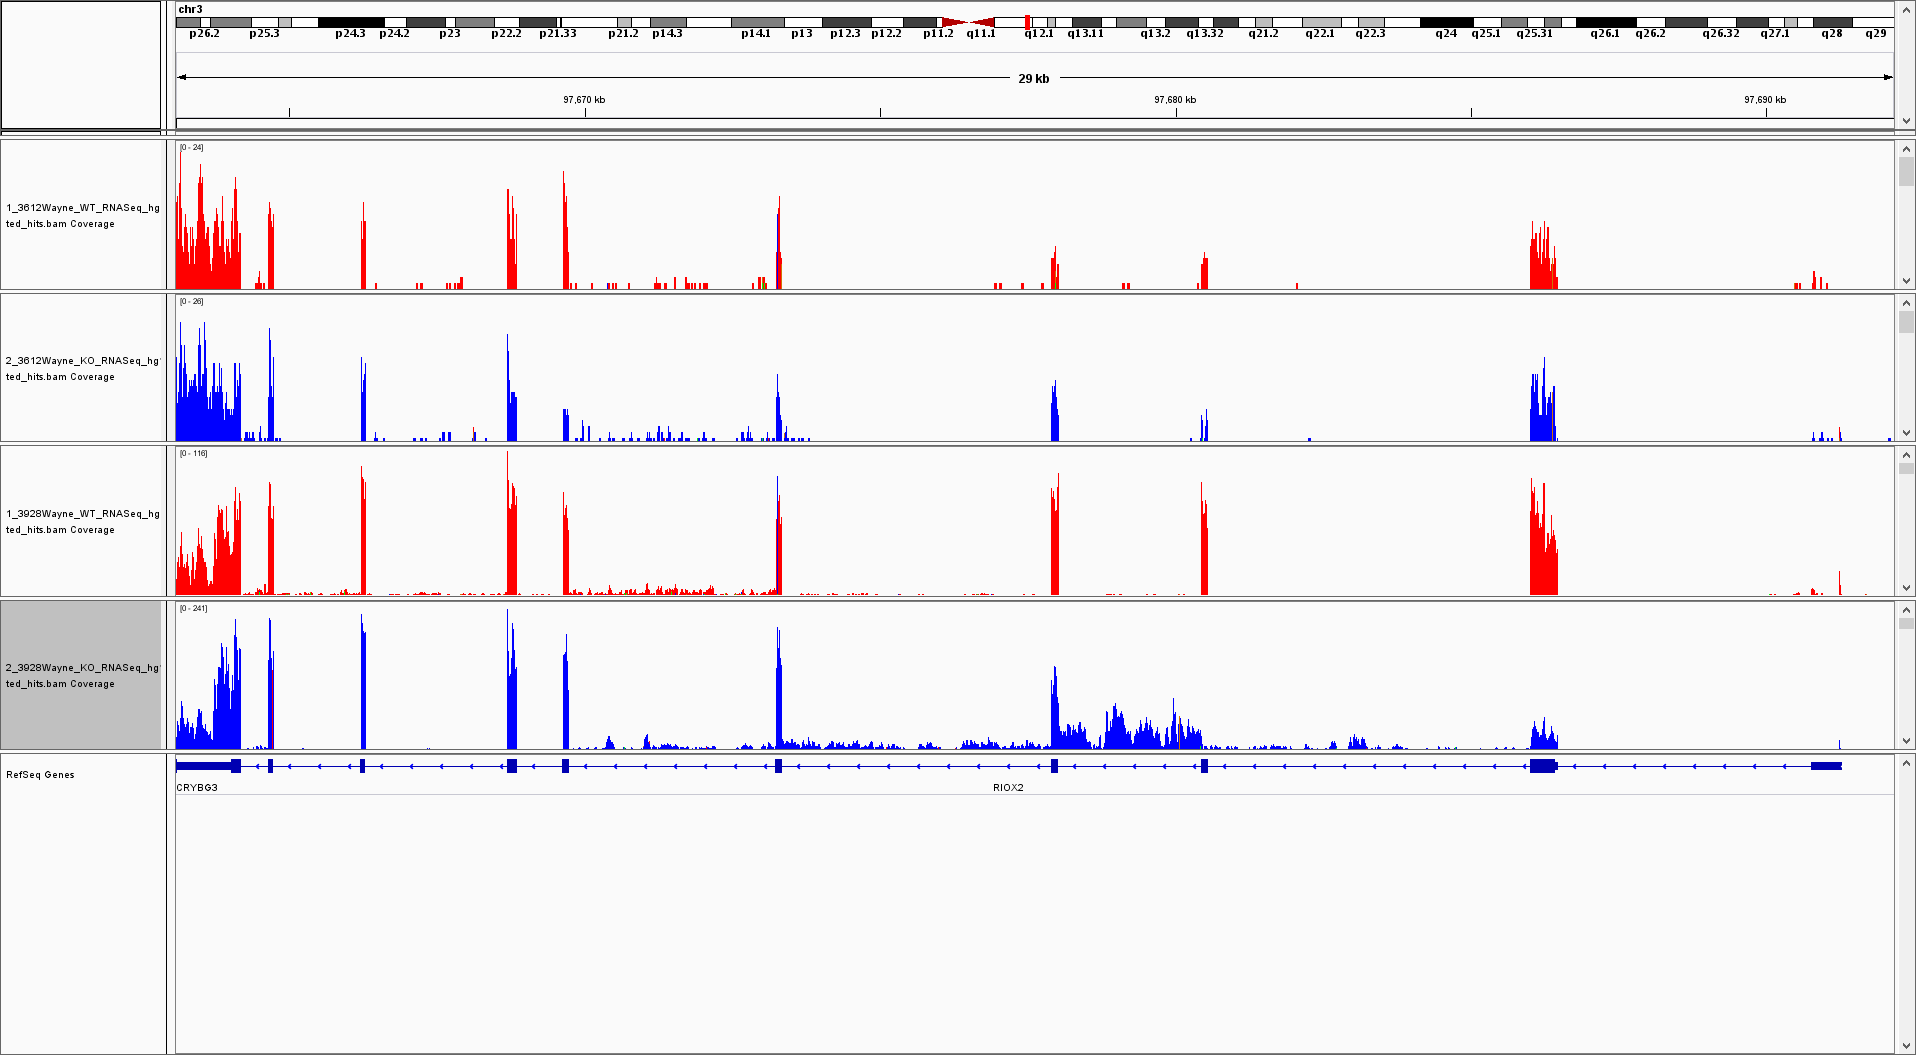 chr3
p26.2 p25.3 p24.3 p24.2 p23 p22.2 p21.33 p21.2 p14.3 p14.1 p13 p12.3 p12.2 p11.2 q11.1 q12.1 q13.11 q13.2 q13.32 q21.2 q22.1 q22.3 q24 q25.1 q25.31 q26.1 q26.2 q26.32 q27.1 q28 q29
29 kb
97,670 kb 97,680 kb 97,690 kb
[0 - 24]
1_3612Wayne_WT_RNASeq_hg
ted_hits.bam Coverage
[0 - 26]
2_3612Wayne_KO_RNASeq_hg
ted_hits.bam Coverage
[0 - 116]
1_3928Wayne_WT_RNASeq_hg
ted_hits.bam Coverage
[0 - 241]
2_3928Wayne_KO_RNASeq_hg
ted_hits.bam Coverage
RefSeq Genes
CRYBG3 RIOX2